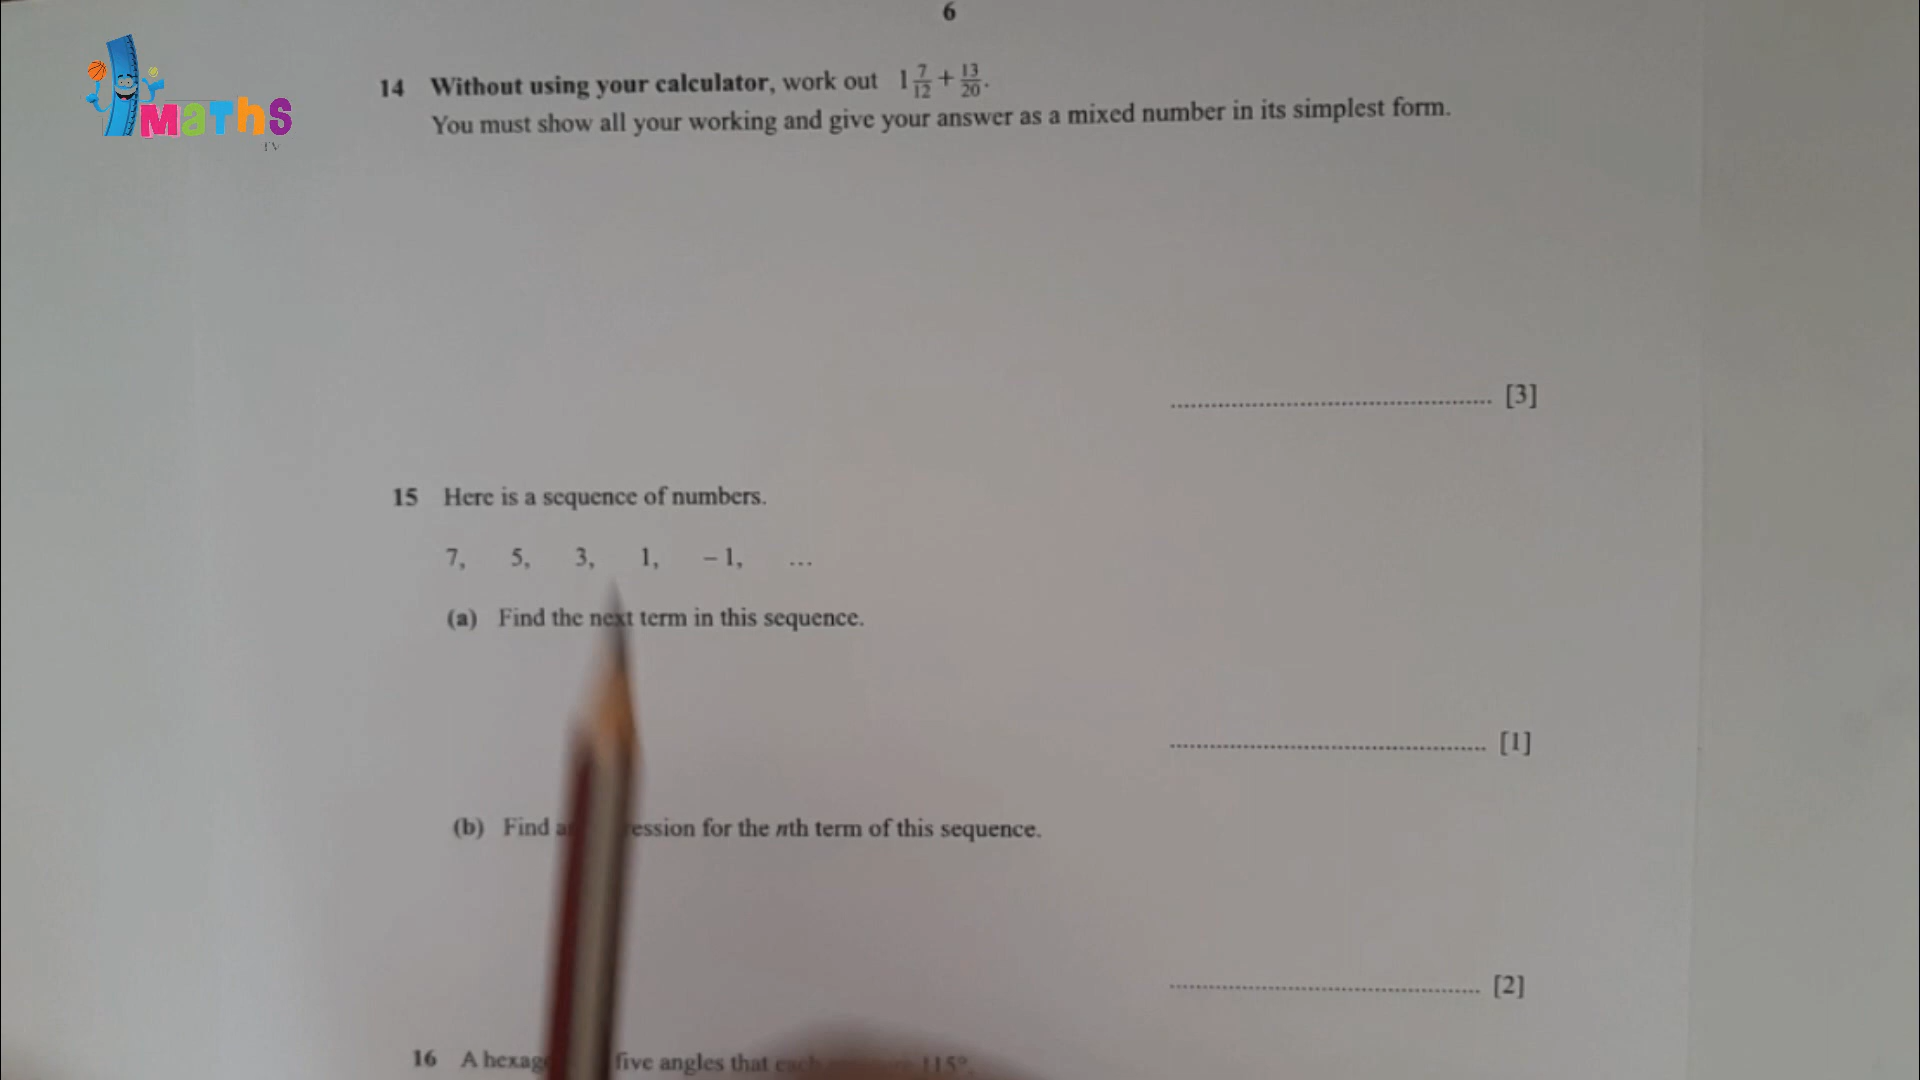 6
MaThS
TV
14 Without using your calculator, work out 1 7/12 + 13/20.
You must show all your working and give your answer as a mixed number in its simplest form.
.......................................... [3]
15 Here is a sequence of numbers.
7, 5, 3, 1, −1, ...
(a) Find the next term in this sequence.
.......................................... [1]
(b) Find ession for the nth term of this sequence.
.......................................... [2]
16 A hexag five angles that each 115°.